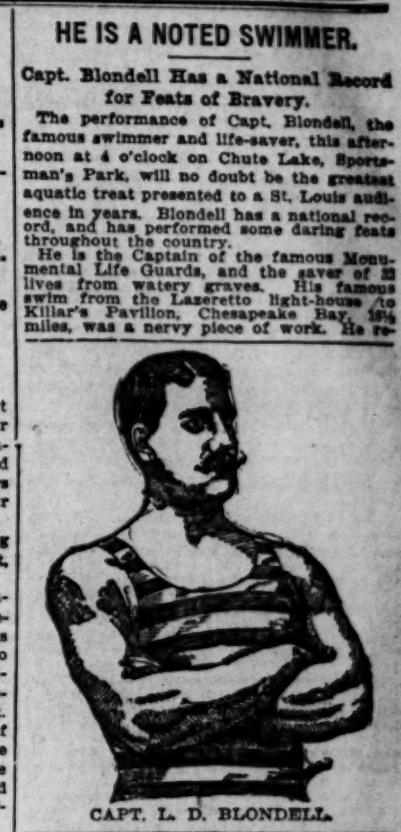 HE IS A NOTED SWIMMER.
Capt. Blondell Has a National Record
for Feats of Bravery.
The performance of Capt. Blondell, the
famous swimmer and life-saver, this after-
noon at 4 o'clock on Chute Lake, Sports-
man's Park, will no doubt be the greatest
aquatic treat presented to a St. Louis audi-
ence in years. Blondell has a national rec-
ord, and has performed some daring feats
throughout the country.
He is the Captain of the famous Monu-
mental Life Guards, and the saver of
lives from watery graves. His famous
swim from the Lazeretto light-house to
Killar's Pavilion, Chesapeake Bay,
miles, was a nervy piece of work. He re-
CAPT. L. D. BLONDELL.